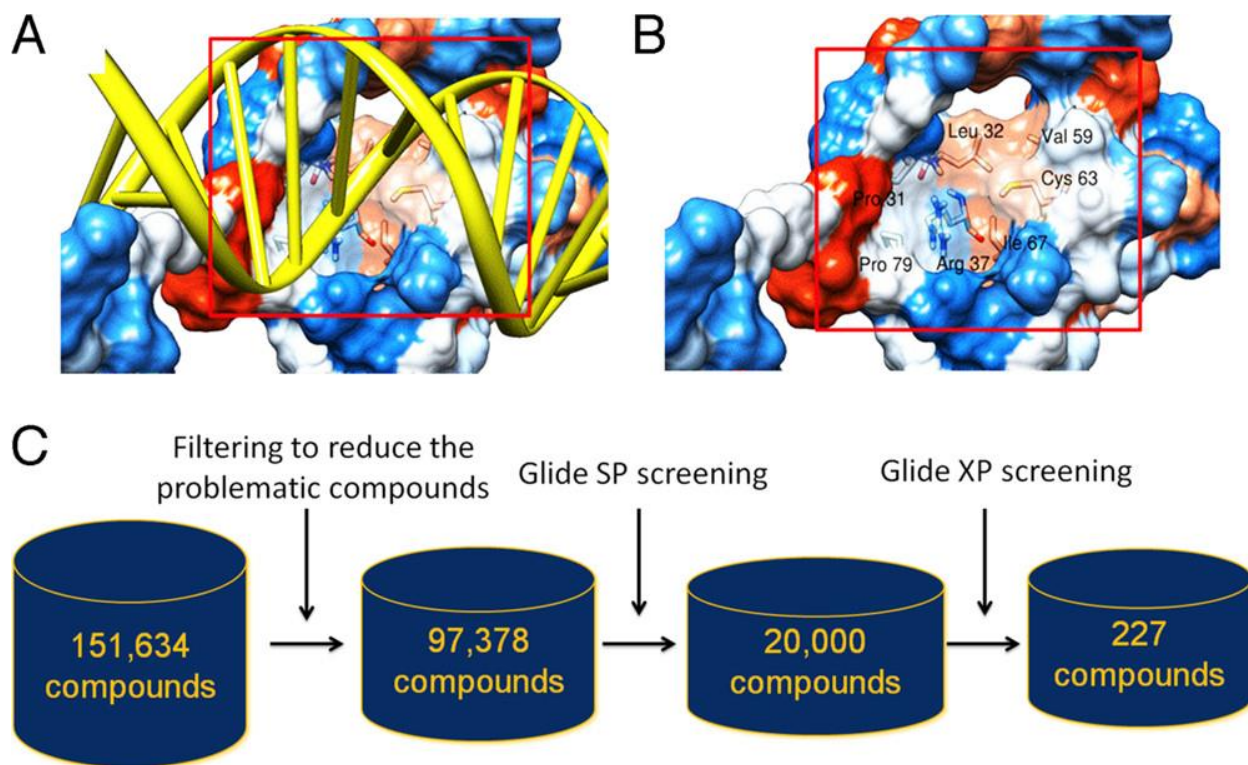 A
B
Leu 32
Val 59
Cys 63
Pro 31
Ile 67
Pro 79
Arg 37
C
Filtering to reduce the
problematic compounds
Glide SP screening
Glide XP screening
151,634
compounds
97,378
compounds
20,000
compounds
227
compounds